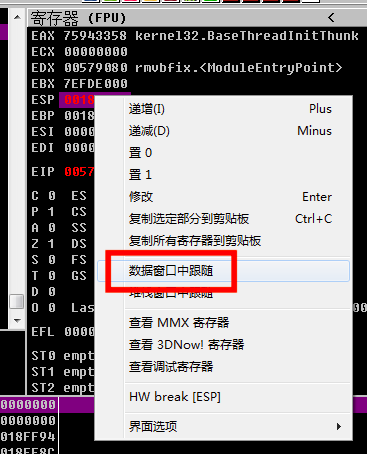 寄存器 (FPU) <
EAX 75943358 kernel32.BaseThreadInitThunk
ECX 00000000
EDX 00579080 rmvbfix.<ModuleEntryPoint>
EBX 7EFDE000
ESP 0018
EBP 0018
ESI 0000
EDI 0000
EIP 0057
C 0 ES
P 1 CS
A 0 SS
Z 1 DS
S 0 FS
T 0 GS
D 0
O 0 Las
EFL 0000
ST0 empt
ST1 empt
ST2 empt
递增(I) Plus
递减(D) Minus
置 0
置 1
修改 Enter
复制选定部分到剪贴板 Ctrl+C
复制所有寄存器到剪贴板
数据窗口中跟随
堆栈窗口中跟随
查看 MMX 寄存器
查看 3DNow! 寄存器
查看调试寄存器
HW break [ESP]
界面选项
0000000
0000000
018FF94
018FF8C